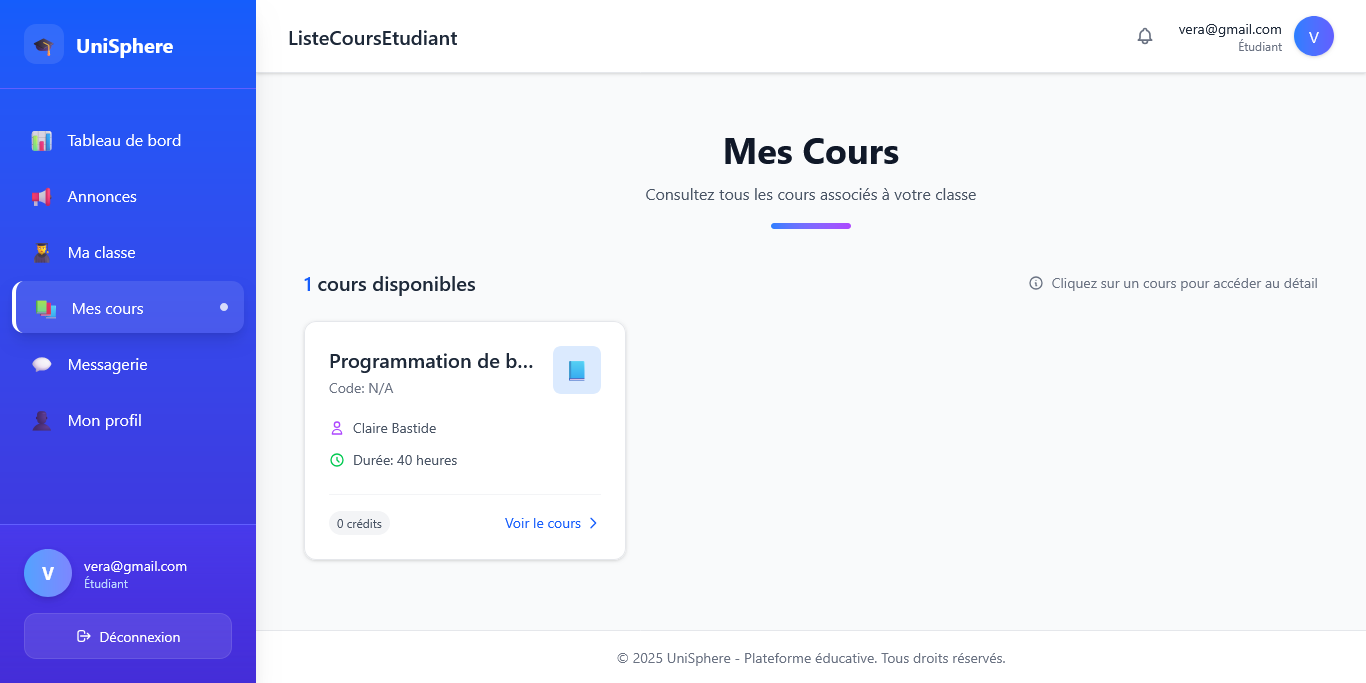 UniSphere
Tableau de bord
Annonces
Ma classe
Mes cours
Messagerie
Mon profil
V
vera@gmail.com
Étudiant
Déconnexion
ListeCoursEtudiant
vera@gmail.com
Étudiant
V
Mes Cours
Consultez tous les cours associés à votre classe
1 cours disponibles
Cliquez sur un cours pour accéder au détail
Programmation de b...
Code: N/A
Claire Bastide
Durée: 40 heures
0 crédits
Voir le cours
© 2025 UniSphere - Plateforme éducative. Tous droits réservés.